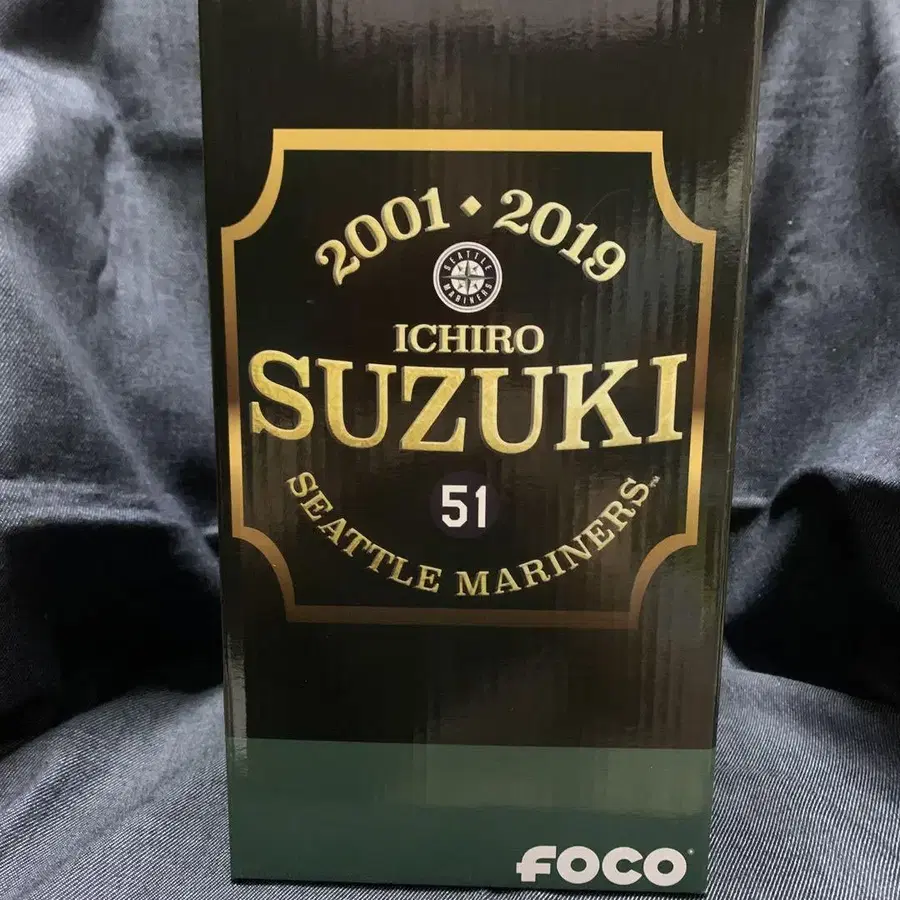 2001 • 2019
SEATTLE
MARINERS
ICHIRO
SUZUKI
51
SEATTLE MARINERS™
FOCO®